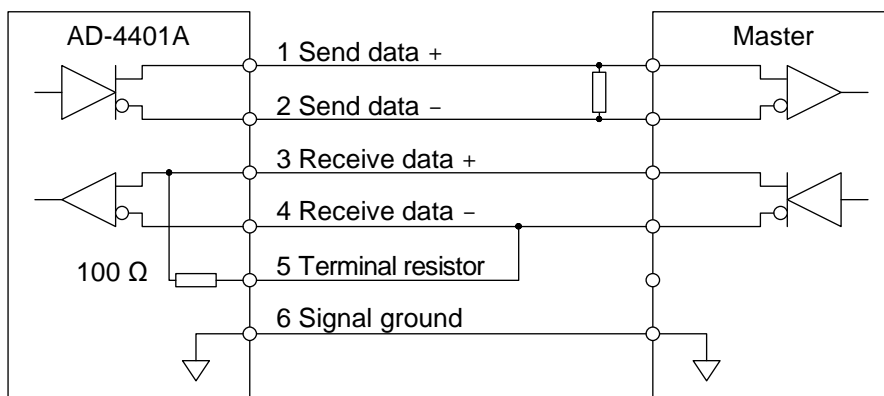 AD-4401A
Master
1 Send data +
2 Send data −
3 Receive data +
4 Receive data −
100 Ω
5 Terminal resistor
6 Signal ground